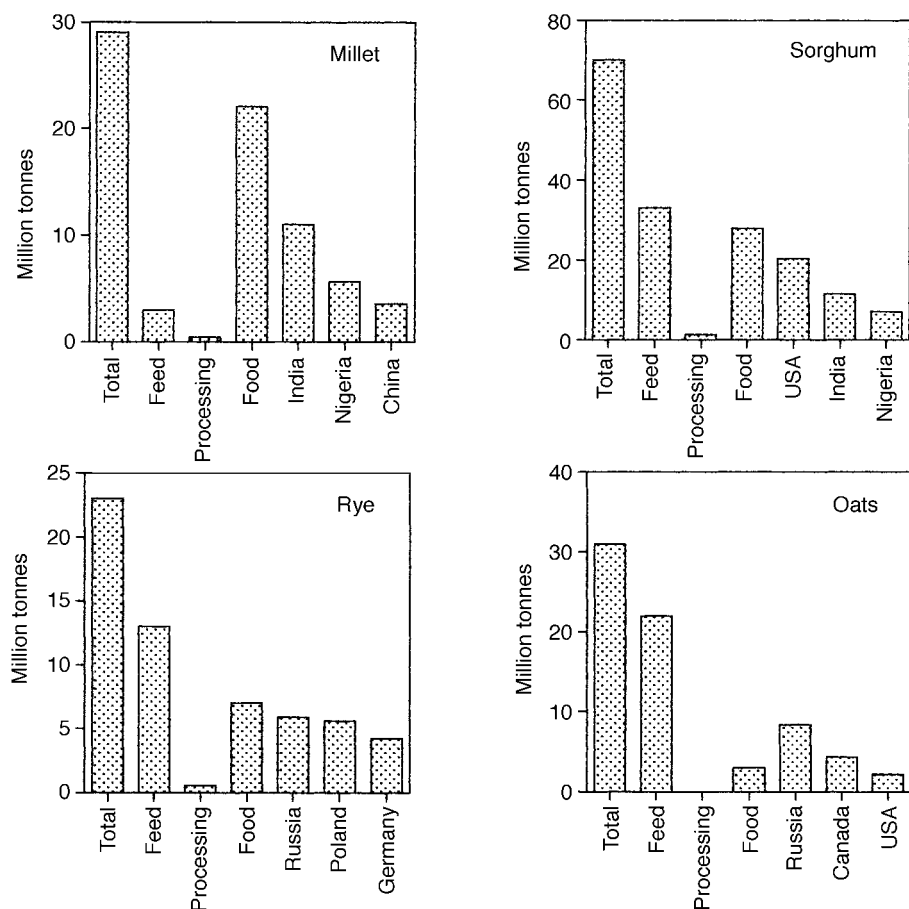 Millet
Million tonnes
30
20
10
0
Total
Feed
Processing
Food
India
Nigeria
China
Sorghum
Million tonnes
80
60
40
20
0
Total
Feed
Processing
Food
USA
India
Nigeria
Rye
Million tonnes
25
20
15
10
5
0
Total
Feed
Processing
Food
Russia
Poland
Germany
Oats
Million tonnes
40
30
20
10
0
Total
Feed
Processing
Food
Russia
Canada
USA